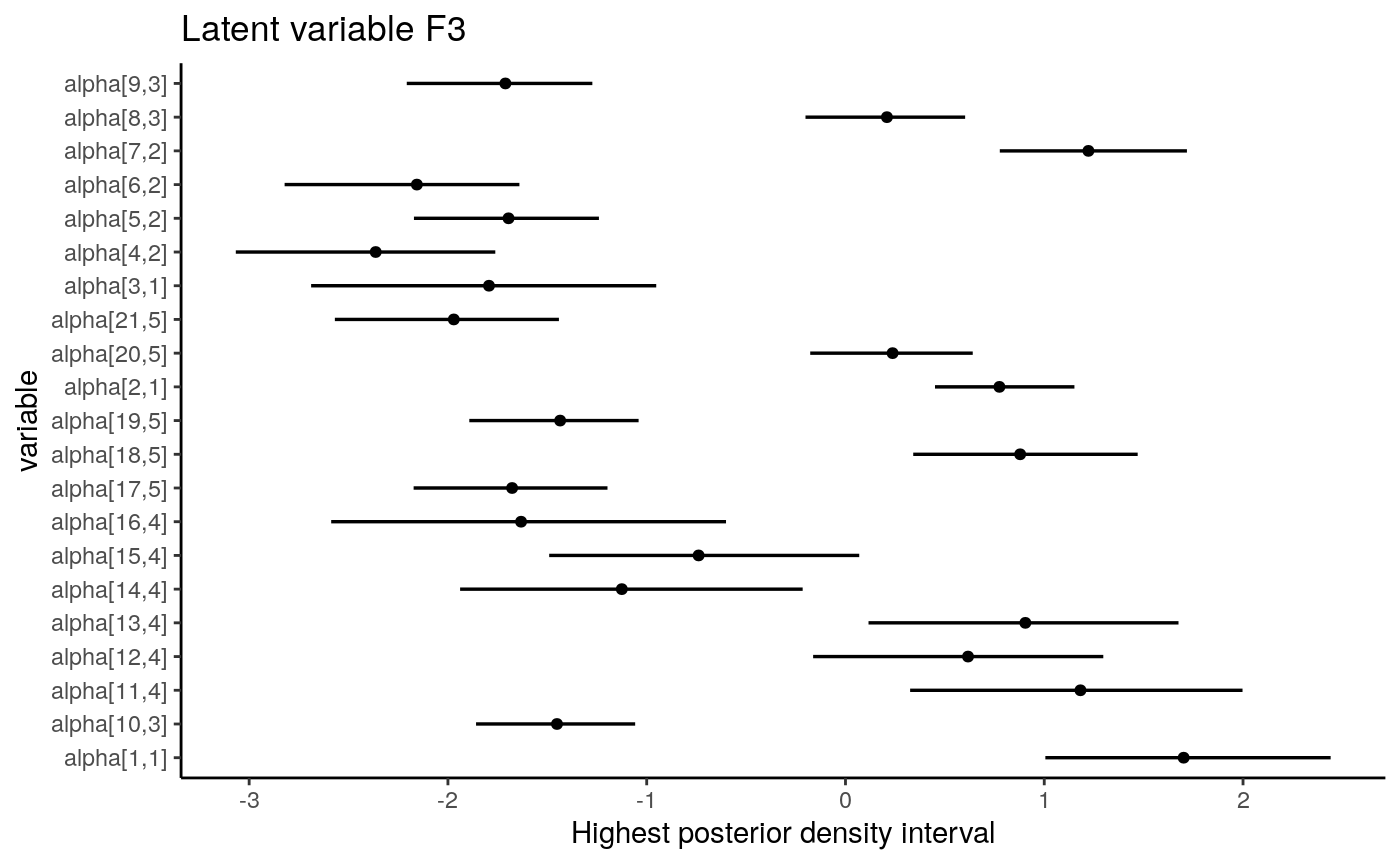 Latent variable F3
variable
alpha[9,3]
alpha[8,3]
alpha[7,2]
alpha[6,2]
alpha[5,2]
alpha[4,2]
alpha[3,1]
alpha[21,5]
alpha[20,5]
alpha[2,1]
alpha[19,5]
alpha[18,5]
alpha[17,5]
alpha[16,4]
alpha[15,4]
alpha[14,4]
alpha[13,4]
alpha[12,4]
alpha[11,4]
alpha[10,3]
alpha[1,1]
-3 -2 -1 0 1 2
Highest posterior density interval